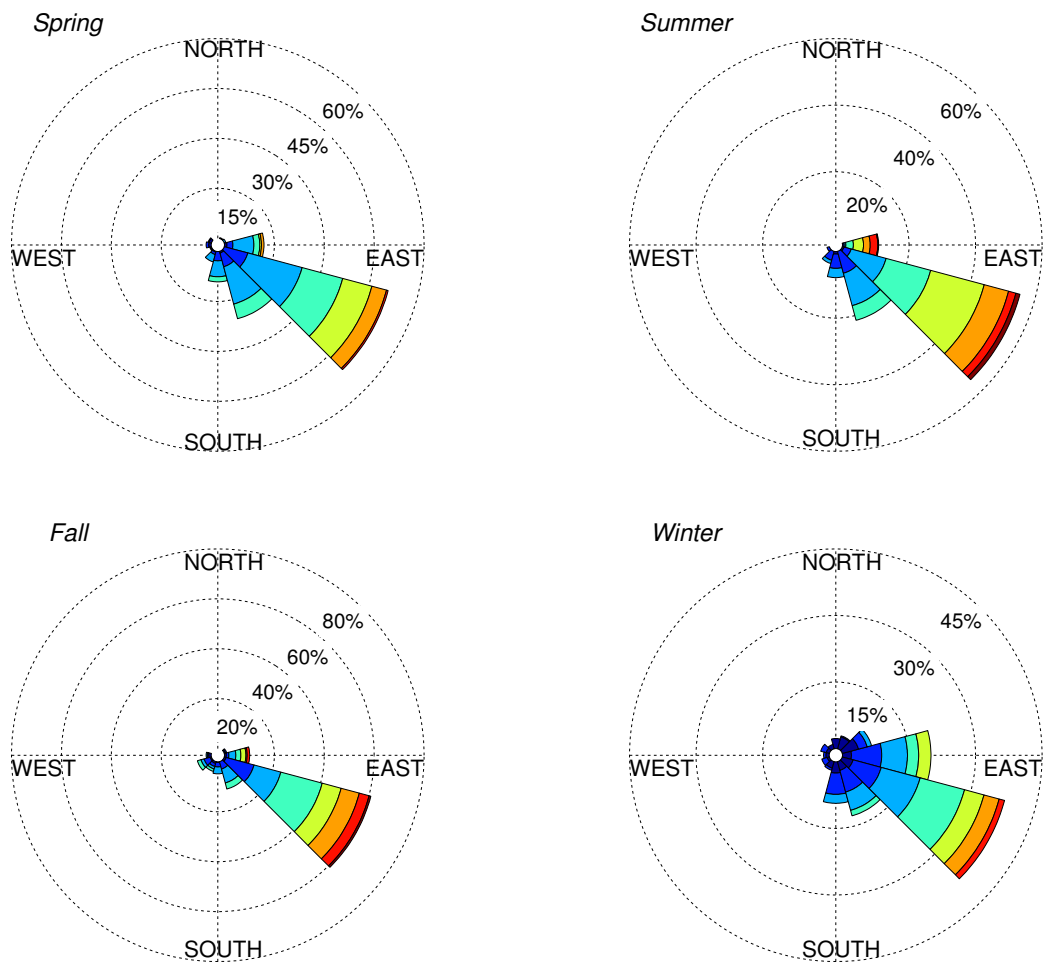 Spring
NORTH
60%
45%
30%
15%
WEST
EAST
SOUTH
Summer
NORTH
60%
40%
20%
WEST
EAST
SOUTH
Fall
NORTH
80%
60%
40%
20%
WEST
EAST
SOUTH
Winter
NORTH
45%
30%
15%
WEST
EAST
SOUTH